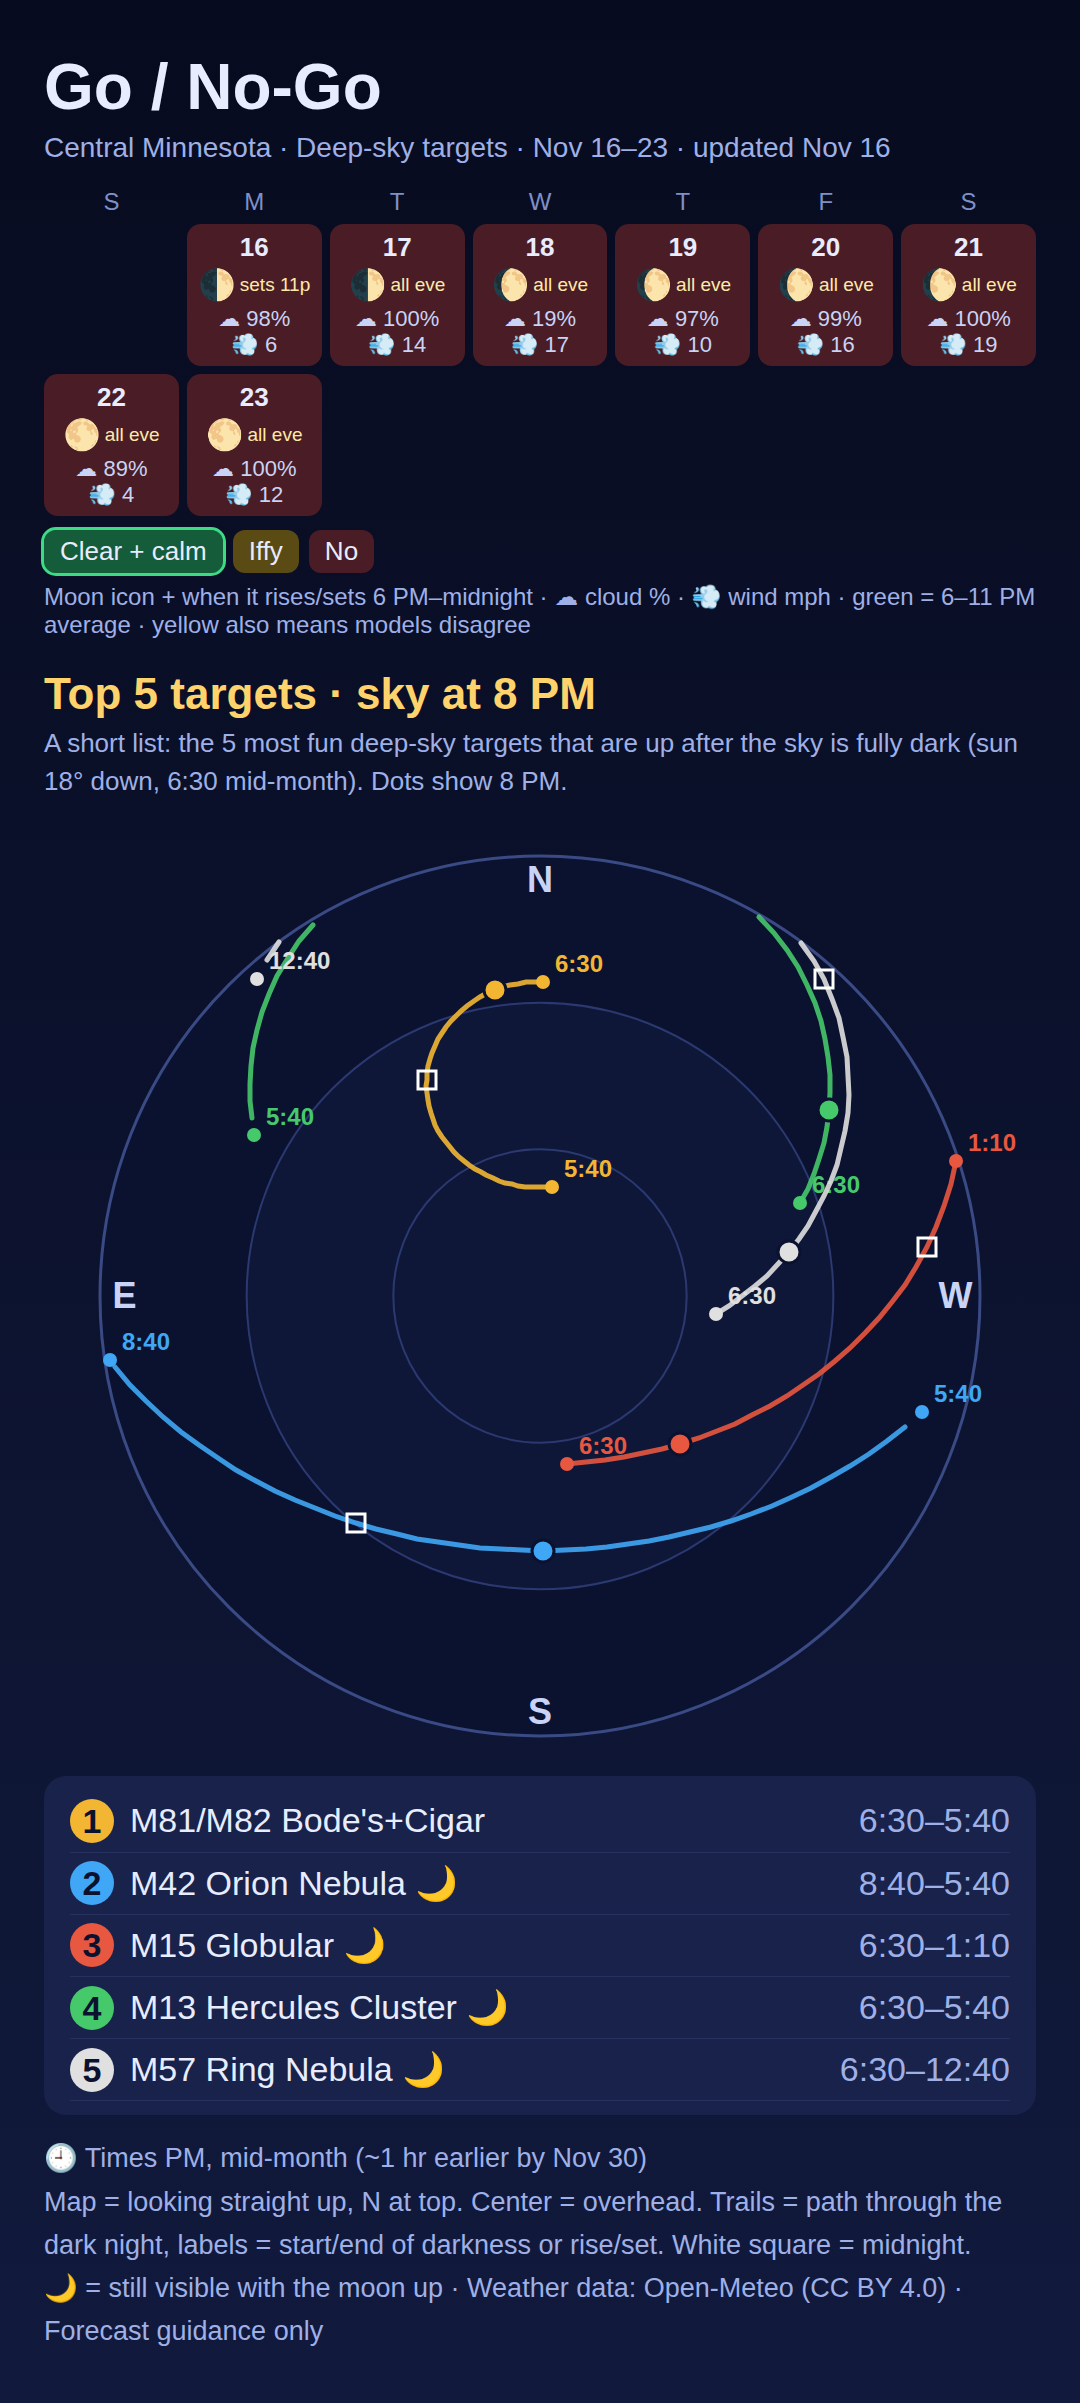 Go / No-Go
Central Minnesota · Deep-sky targets · Nov 16–23 · updated Nov 16
S M T W T F S
16 17 18 19 20 21
🌓 sets 11p 🌓 all eve 🌔 all eve 🌔 all eve 🌔 all eve 🌔 all eve
☁ 98% ☁ 100% ☁ 19% ☁ 97% ☁ 99% ☁ 100%
💨 6 💨 14 💨 17 💨 10 💨 16 💨 19
22 23
🌕 all eve 🌕 all eve
☁ 89% ☁ 100%
💨 4 💨 12
Clear + calm Iffy No
Moon icon + when it rises/sets 6 PM–midnight · ☁ cloud % · 💨 wind mph · green = 6–11 PM
average · yellow also means models disagree
Top 5 targets · sky at 8 PM
A short list: the 5 most fun deep-sky targets that are up after the sky is fully dark (sun
18° down, 6:30 mid-month). Dots show 8 PM.
N
12:40
6:30
5:40
1:10
5:40
6:30
E
6:30
W
8:40
5:40
6:30
S
1 M81/M82 Bode's+Cigar 6:30–5:40
2 M42 Orion Nebula 🌙 8:40–5:40
3 M15 Globular 🌙 6:30–1:10
4 M13 Hercules Cluster 🌙 6:30–5:40
5 M57 Ring Nebula 🌙 6:30–12:40
🕘 Times PM, mid-month (~1 hr earlier by Nov 30)
Map = looking straight up, N at top. Center = overhead. Trails = path through the
dark night, labels = start/end of darkness or rise/set. White square = midnight.
🌙 = still visible with the moon up · Weather data: Open-Meteo (CC BY 4.0) ·
Forecast guidance only